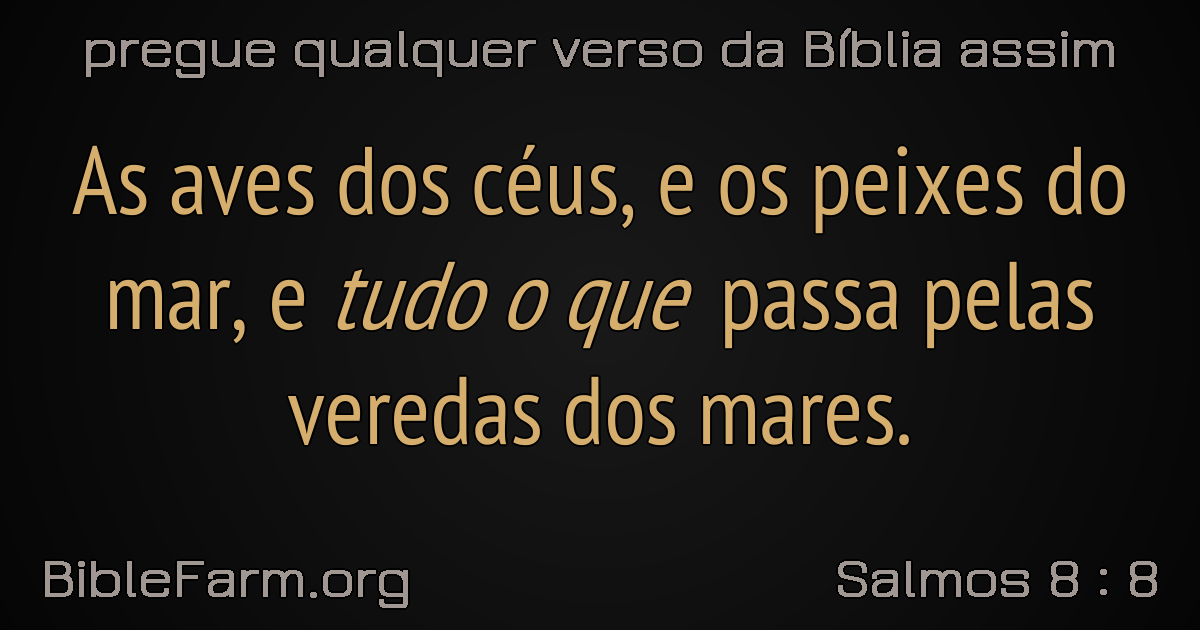 pregue qualquer verso da Bíblia assim
As aves dos céus, e os peixes do
mar, e tudo o que passa pelas
veredas dos mares.
BibleFarm.org
Salmos 8 : 8